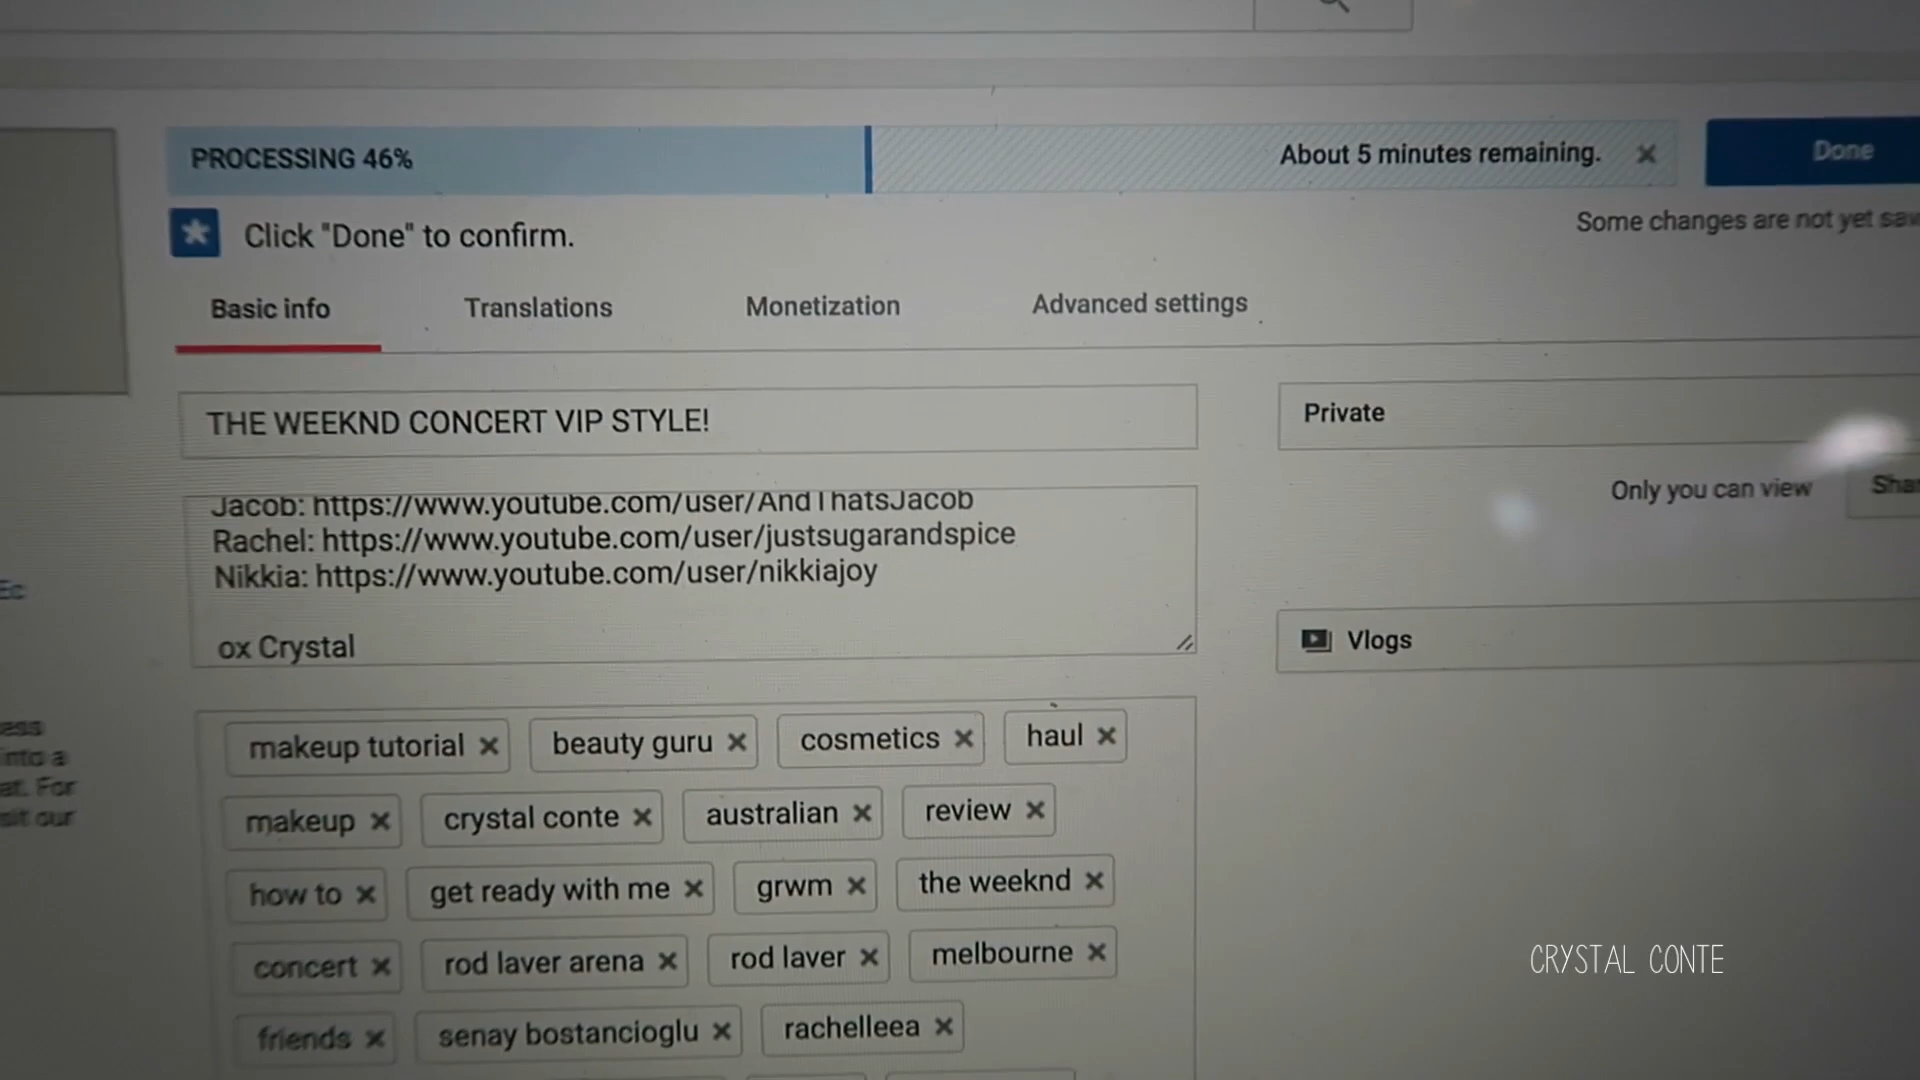 PROCESSING 46% About 5 minutes remaining. Done
Click "Done" to confirm. Some changes are not yet
Basic info Translations Monetization Advanced settings
THE WEEKND CONCERT VIP STYLE! Private
Jacob: https://www.youtube.com/user/AndThatsJacob Only you can view
Rachel: https://www.youtube.com/user/justsugarandspice
Nikkia: https://www.youtube.com/user/nikkiajoy
ox Crystal Vlogs
makeup tutorial beauty guru cosmetics haul
makeup crystal conte australian review
how to get ready with me grwm the weeknd
concert rod laver arena rod laver melbourne
friends senay bostancioglu rachelleea
into a
For
our
CRYSTAL CONTE